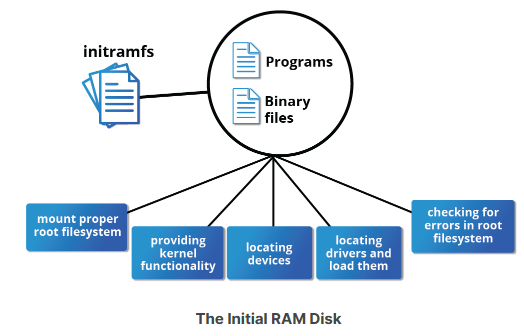 initramfs
Programs
Binary
files
mount proper
root filesystem
providing
kernel
functionality
locating
devices
locating
drivers and
load them
checking for
errors in root
filesystem
The Initial RAM Disk